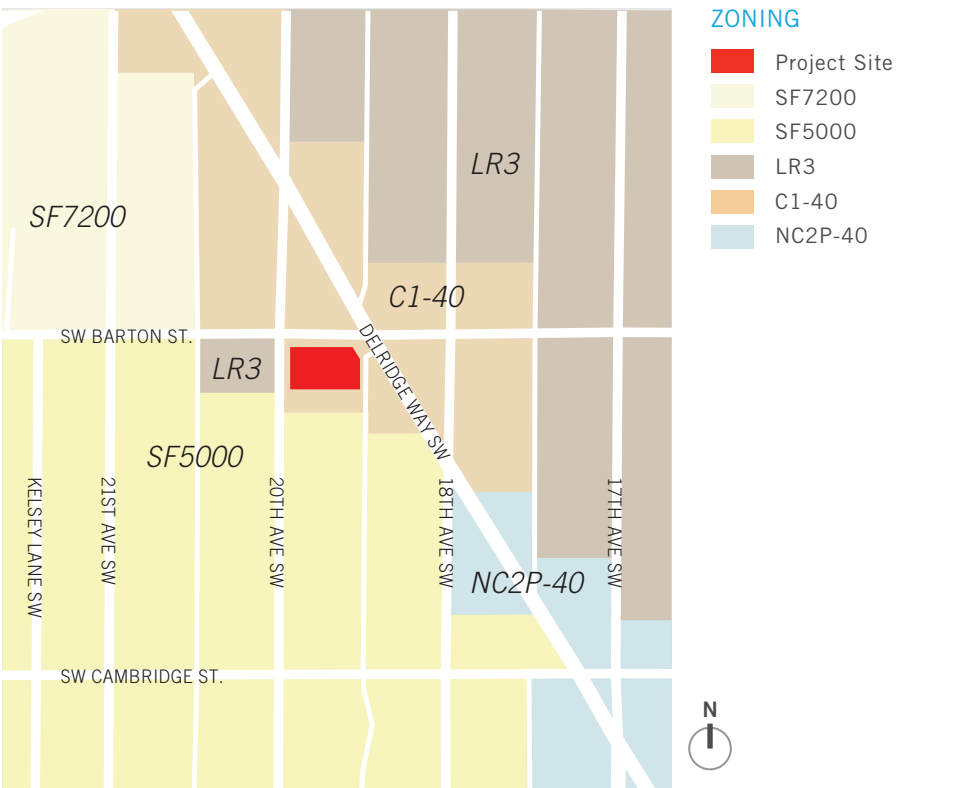 ZONING
Project Site
SF7200
SF5000
LR3
C1-40
NC2P-40
LR3
SF7200
C1-40
SW BARTON ST.
DELRIDGE WAY SW
LR3
SF5000
KELSEY LANE SW
21ST AVE SW
20TH AVE SW
18TH AVE SW
17TH AVE SW
NC2P-40
SW CAMBRIDGE ST.
N